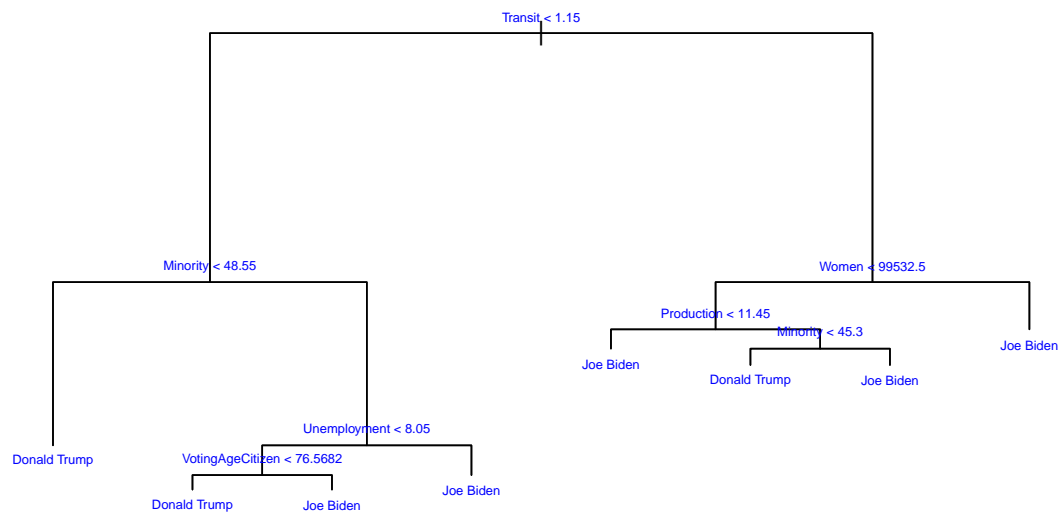 Transit < 1.15
Minority < 48.55
Women < 99532.5
Production < 11.45
Minority < 45.3
Joe Biden
Joe Biden
Donald Trump
Joe Biden
Unemployment < 8.05
Donald Trump
VotingAgeCitizen < 76.5682
Joe Biden
Donald Trump
Joe Biden